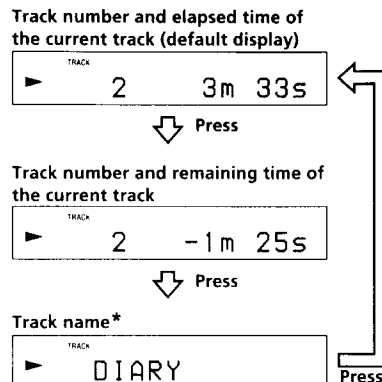 Track number and elapsed time of
the current track (default display)
TRACK
2 3m 33s
Press
Track number and remaining time of
the current track
TRACK
2 -1m 25s
Press
Track name*
TRACK
DIARY
Press